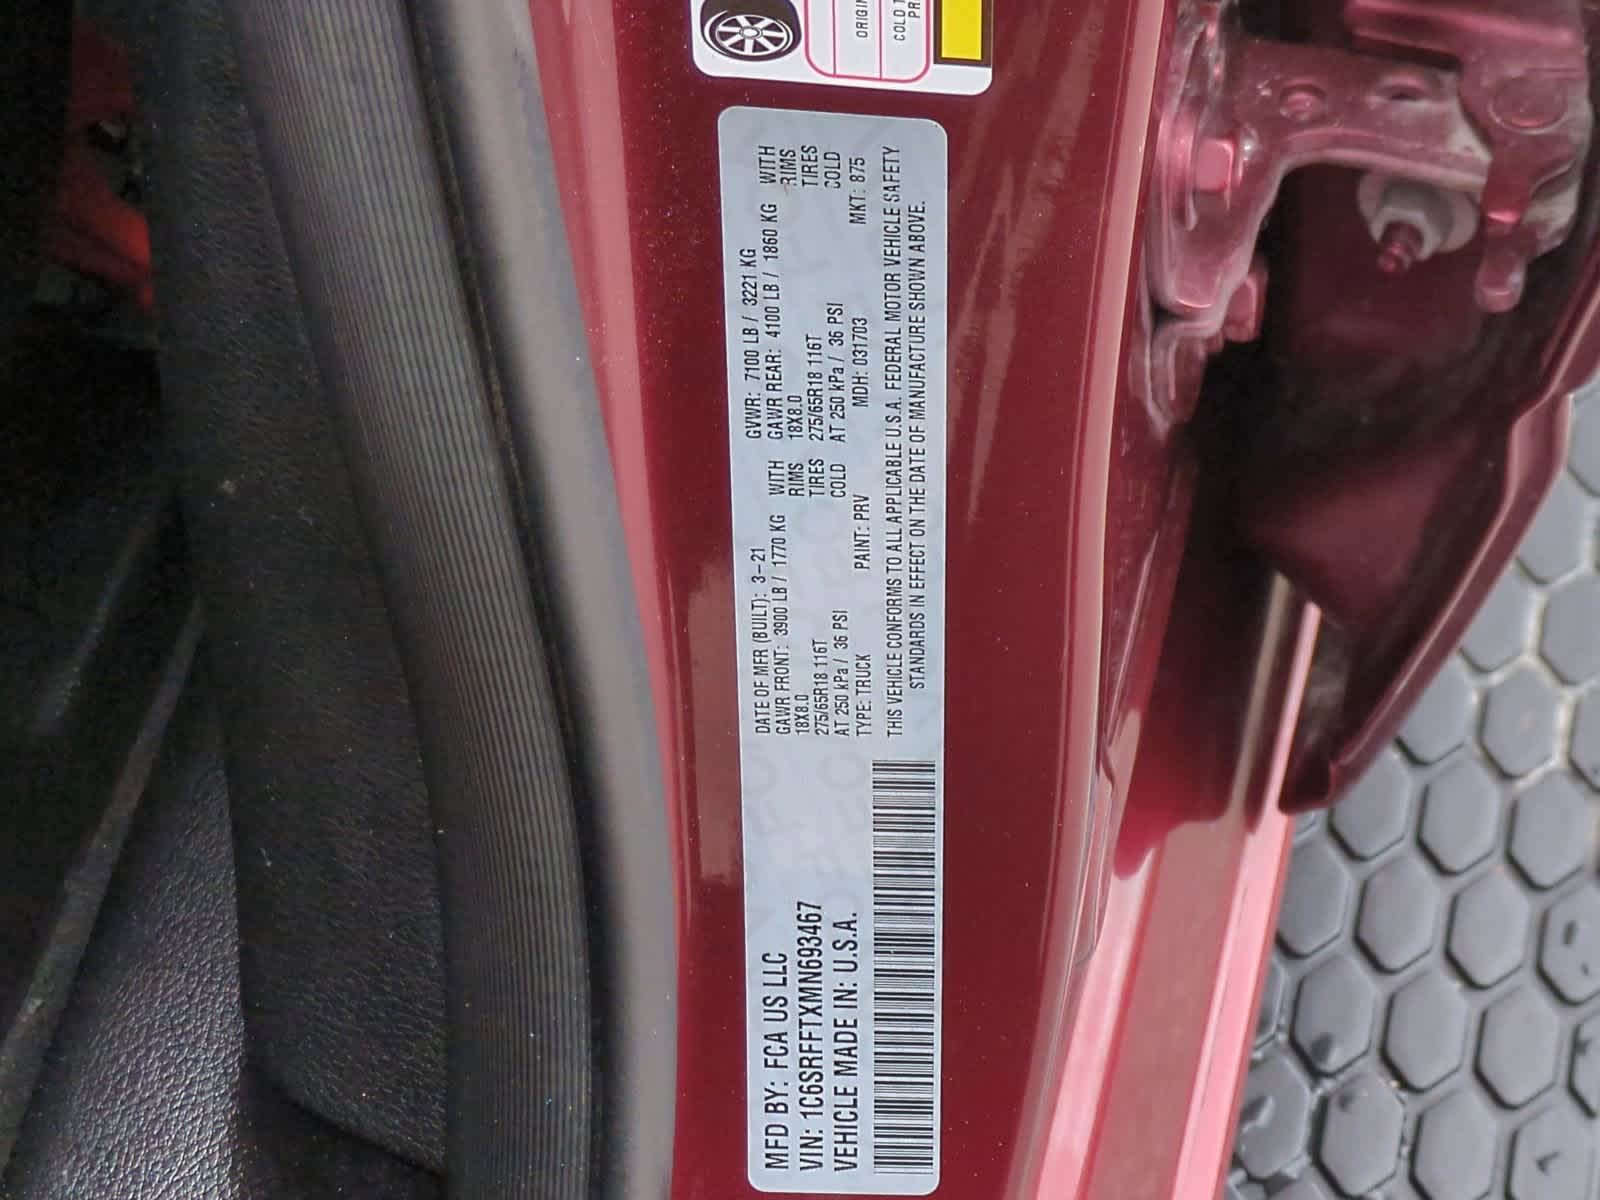 ORIGIN
COLD T
PR
MFD BY: FCA US LLC
VIN: 1C6SRFFTXMN693467
VEHICLE MADE IN: U.S.A.
DATE OF MFR (BUILT): 3-21 GVWR: 7100 LB / 3221 KG
GAWR FRONT: 3900 LB / 1770 KG WITH GAWR REAR: 4100 LB / 1860 KG WITH
18X8.0 RIMS 18X8.0 RIMS
275/65R18 116T TIRES 275/65R18 116T TIRES
AT 250 kPa / 36 PSI COLD AT 250 kPa / 36 PSI COLD
TYPE: TRUCK PAINT: PRV MDH: 031703 MKT: 875
THIS VEHICLE CONFORMS TO ALL APPLICABLE U.S.A. FEDERAL MOTOR VEHICLE SAFETY
STANDARDS IN EFFECT ON THE DATE OF MANUFACTURE SHOWN ABOVE.